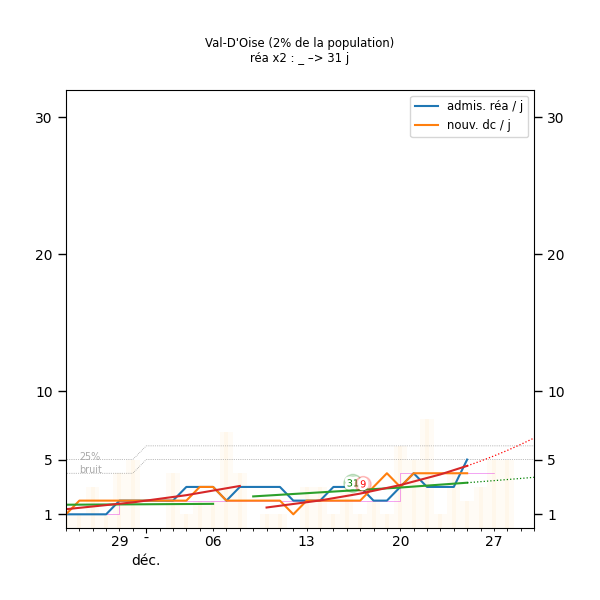 Val-D'Oise (2% de la population)
réa x2 : _ –> 31 j
admis. réa / j
nouv. dc / j
30 30
20 20
10 10
25%
5 5
bruit
31 9
1 1
29 - 06 13 20 27
déc.